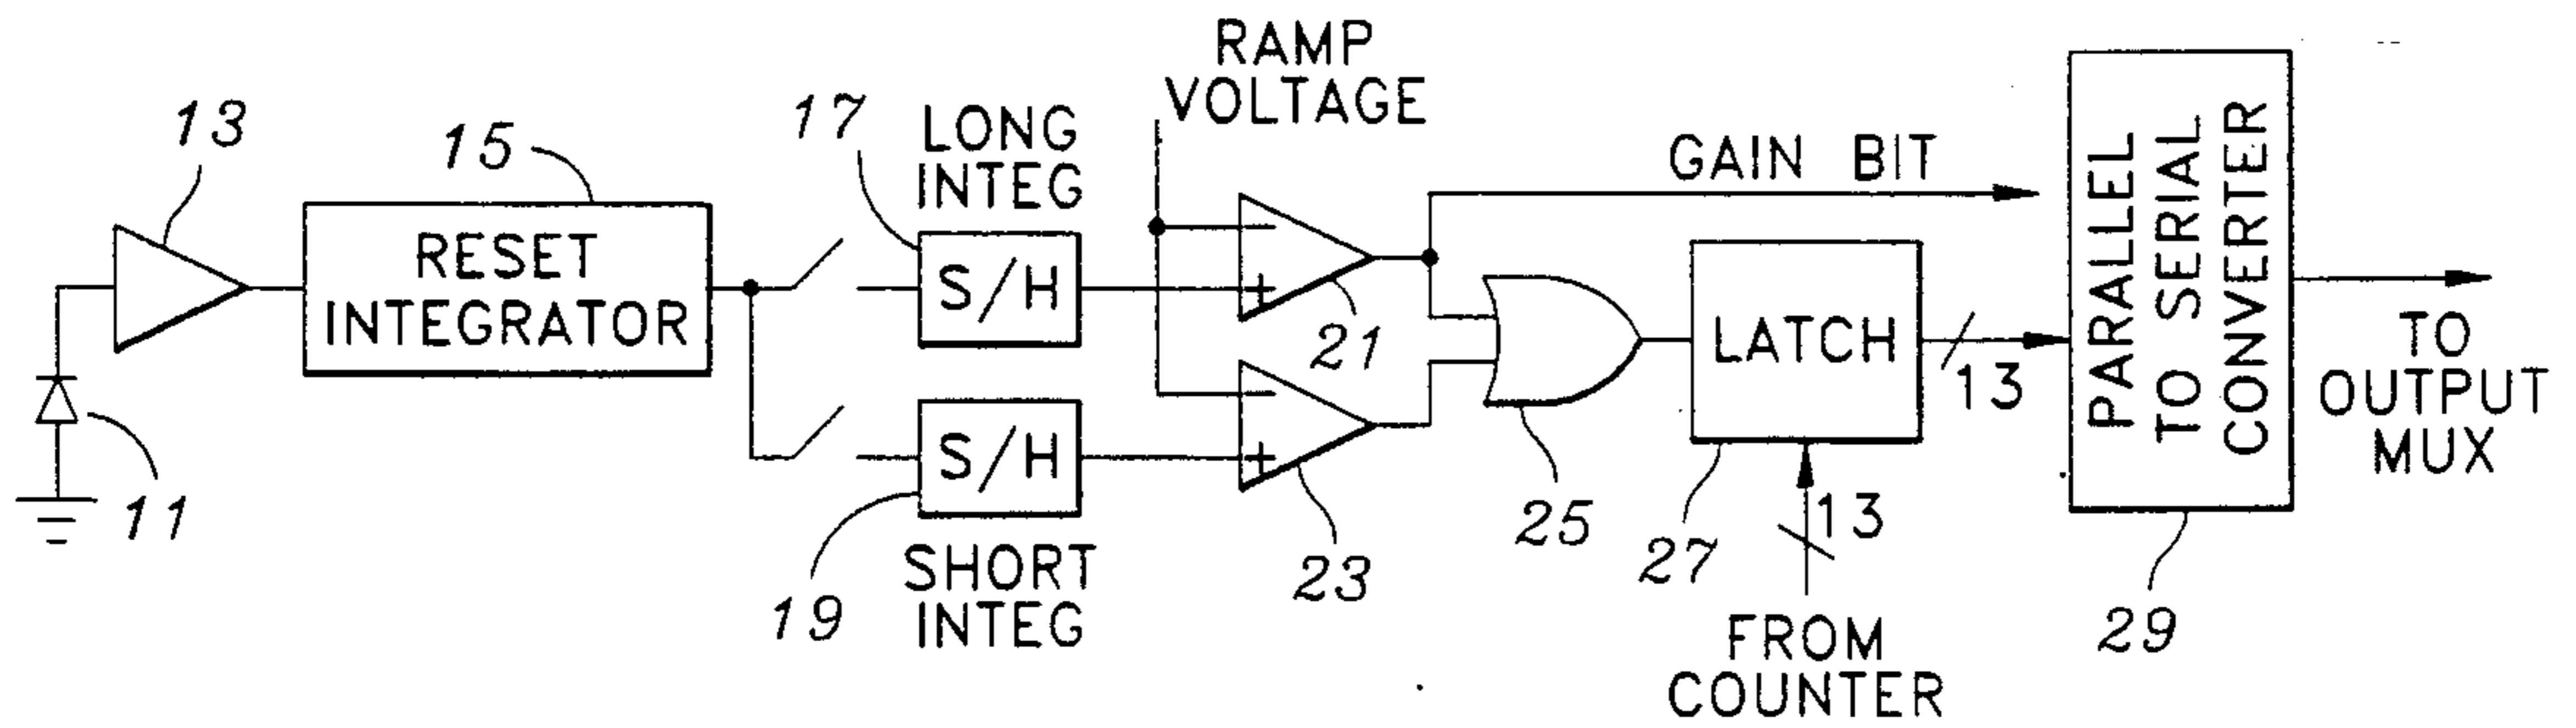 13
15
RESET
INTEGRATOR
11
17
LONG
INTEG
S/H
19
S/H
SHORT
INTEG
RAMP
VOLTAGE
−
+
21
−
+
23
GAIN BIT
25
LATCH
27
13
13
FROM
COUNTER
PARALLEL
TO SERIAL
CONVERTER
29
TO
OUTPUT
MUX